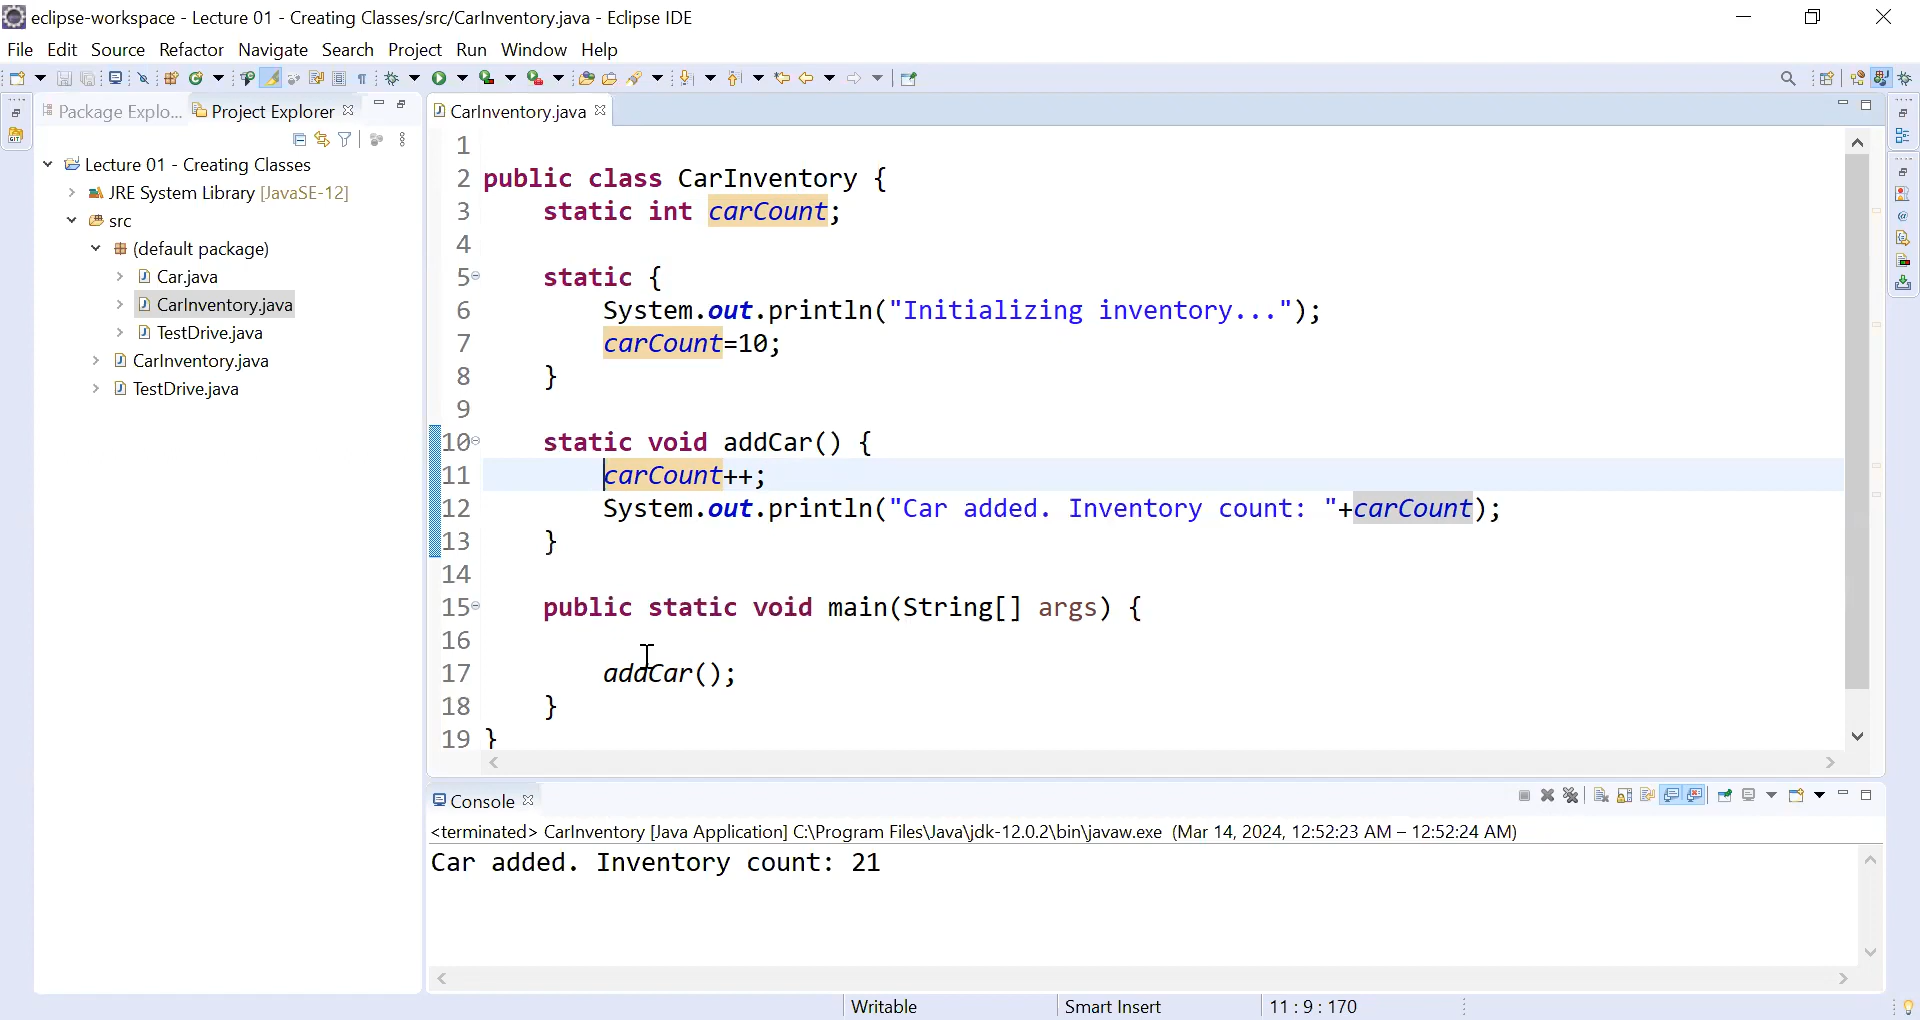 eclipse-workspace - Lecture 01 - Creating Classes/src/CarInventory.java - Eclipse IDE
File Edit Source Refactor Navigate Search Project Run Window Help
Package Explo... Project Explorer
Lecture 01 - Creating Classes
JRE System Library [JavaSE-12]
src
(default package)
Car.java
CarInventory.java
TestDrive.java
CarInventory.java
TestDrive.java
CarInventory.java
1
2 public class CarInventory {
3 static int carCount;
4
5 static {
6 System.out.println("Initializing inventory...");
7 carCount=10;
8 }
9
10 static void addCar() {
11 carCount++;
12 System.out.println("Car added. Inventory count: "+carCount);
13 }
14
15 public static void main(String[] args) {
16
17 addCar();
18 }
19 }
Console
<terminated> CarInventory [Java Application] C:\Program Files\Java\jdk-12.0.2\bin\javaw.exe (Mar 14, 2024, 12:52:23 AM – 12:52:24 AM)
Car added. Inventory count: 21
Writable Smart Insert 11 : 9 : 170